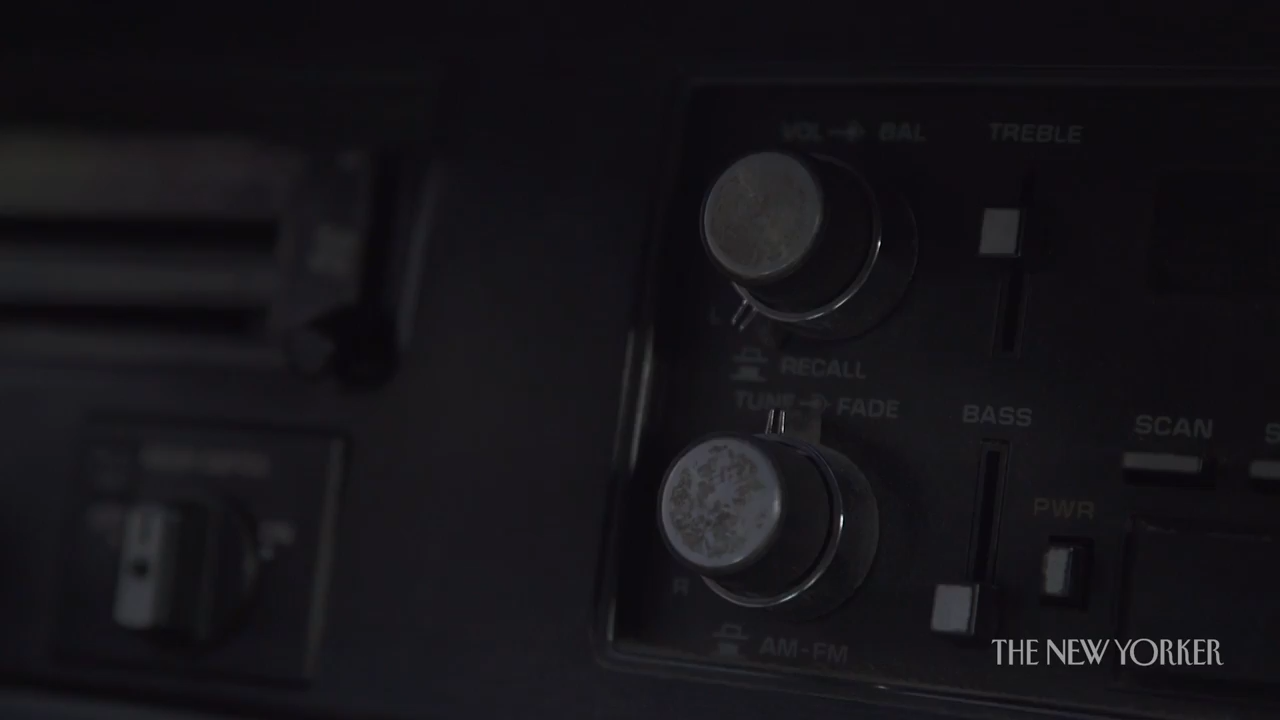 VOL BAL
TREBLE
RECALL
TUNE FADE
BASS
SCAN
PWR
R
AM-FM
THE NEW YORKER